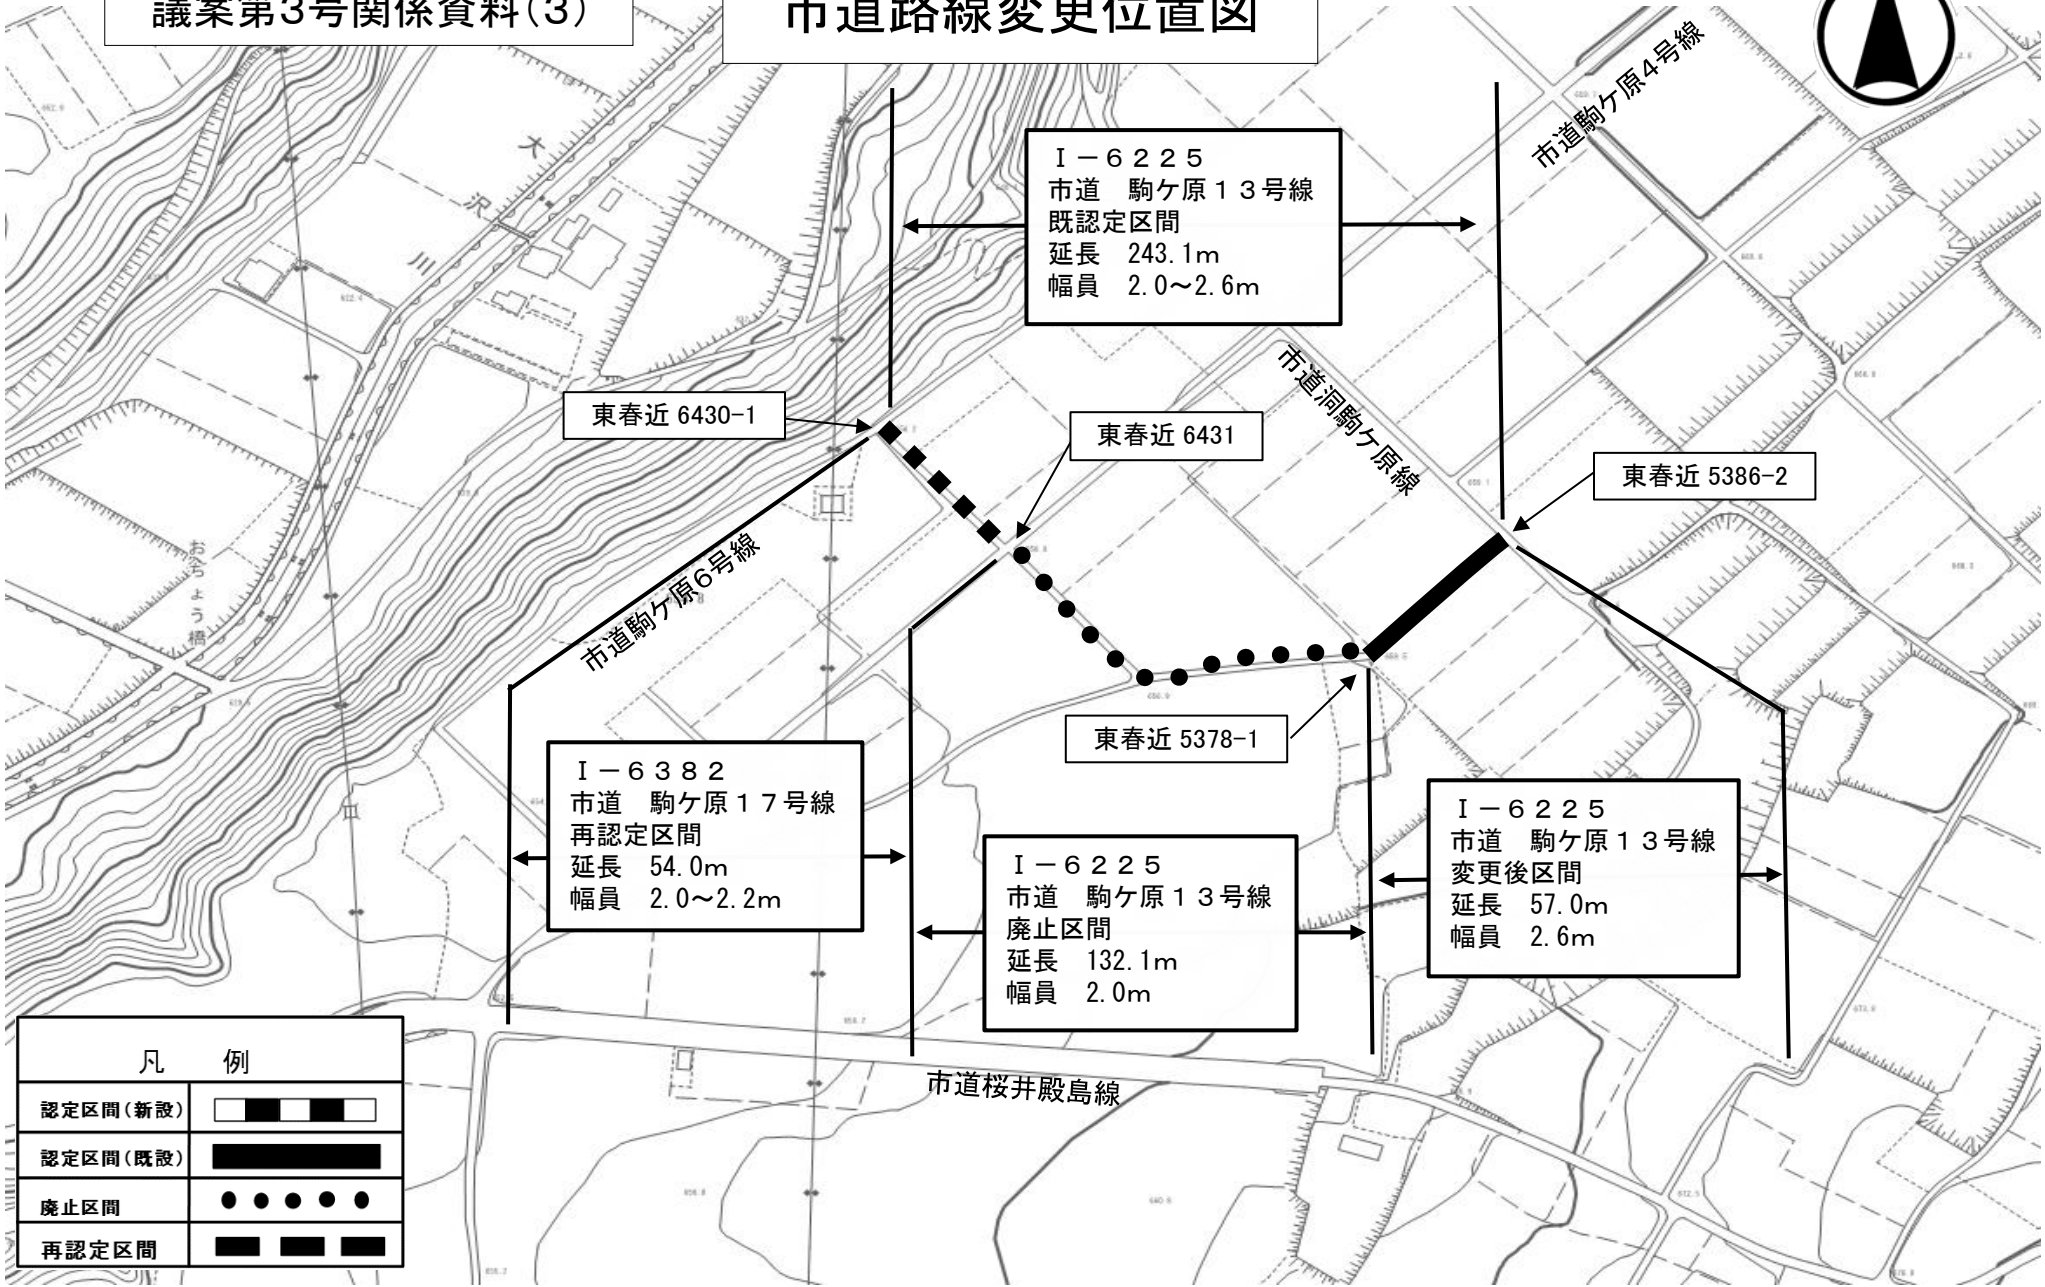 議案第3号関係資料(3)
市道路線変更位置図
市道駒ケ原4号線
Ⅰ－６２２５
市道　駒ケ原１３号線
既認定区間
延長　243.1m
幅員　2.0～2.6m
大沢川
市道洞駒ケ原線
東春近 6430-1
東春近 6431
東春近 5386-2
おちょう橋
市道駒ケ原6号線
東春近 5378-1
Ⅰ－６３８２
市道　駒ケ原１７号線
再認定区間
延長　54.0m
幅員　2.0～2.2m
Ⅰ－６２２５
市道　駒ケ原１３号線
廃止区間
延長　132.1m
幅員　2.0m
Ⅰ－６２２５
市道　駒ケ原１３号線
変更後区間
延長　57.0m
幅員　2.6m
市道桜井殿島線
凡　例
認定区間(新設)
認定区間(既設)
廃止区間
再認定区間